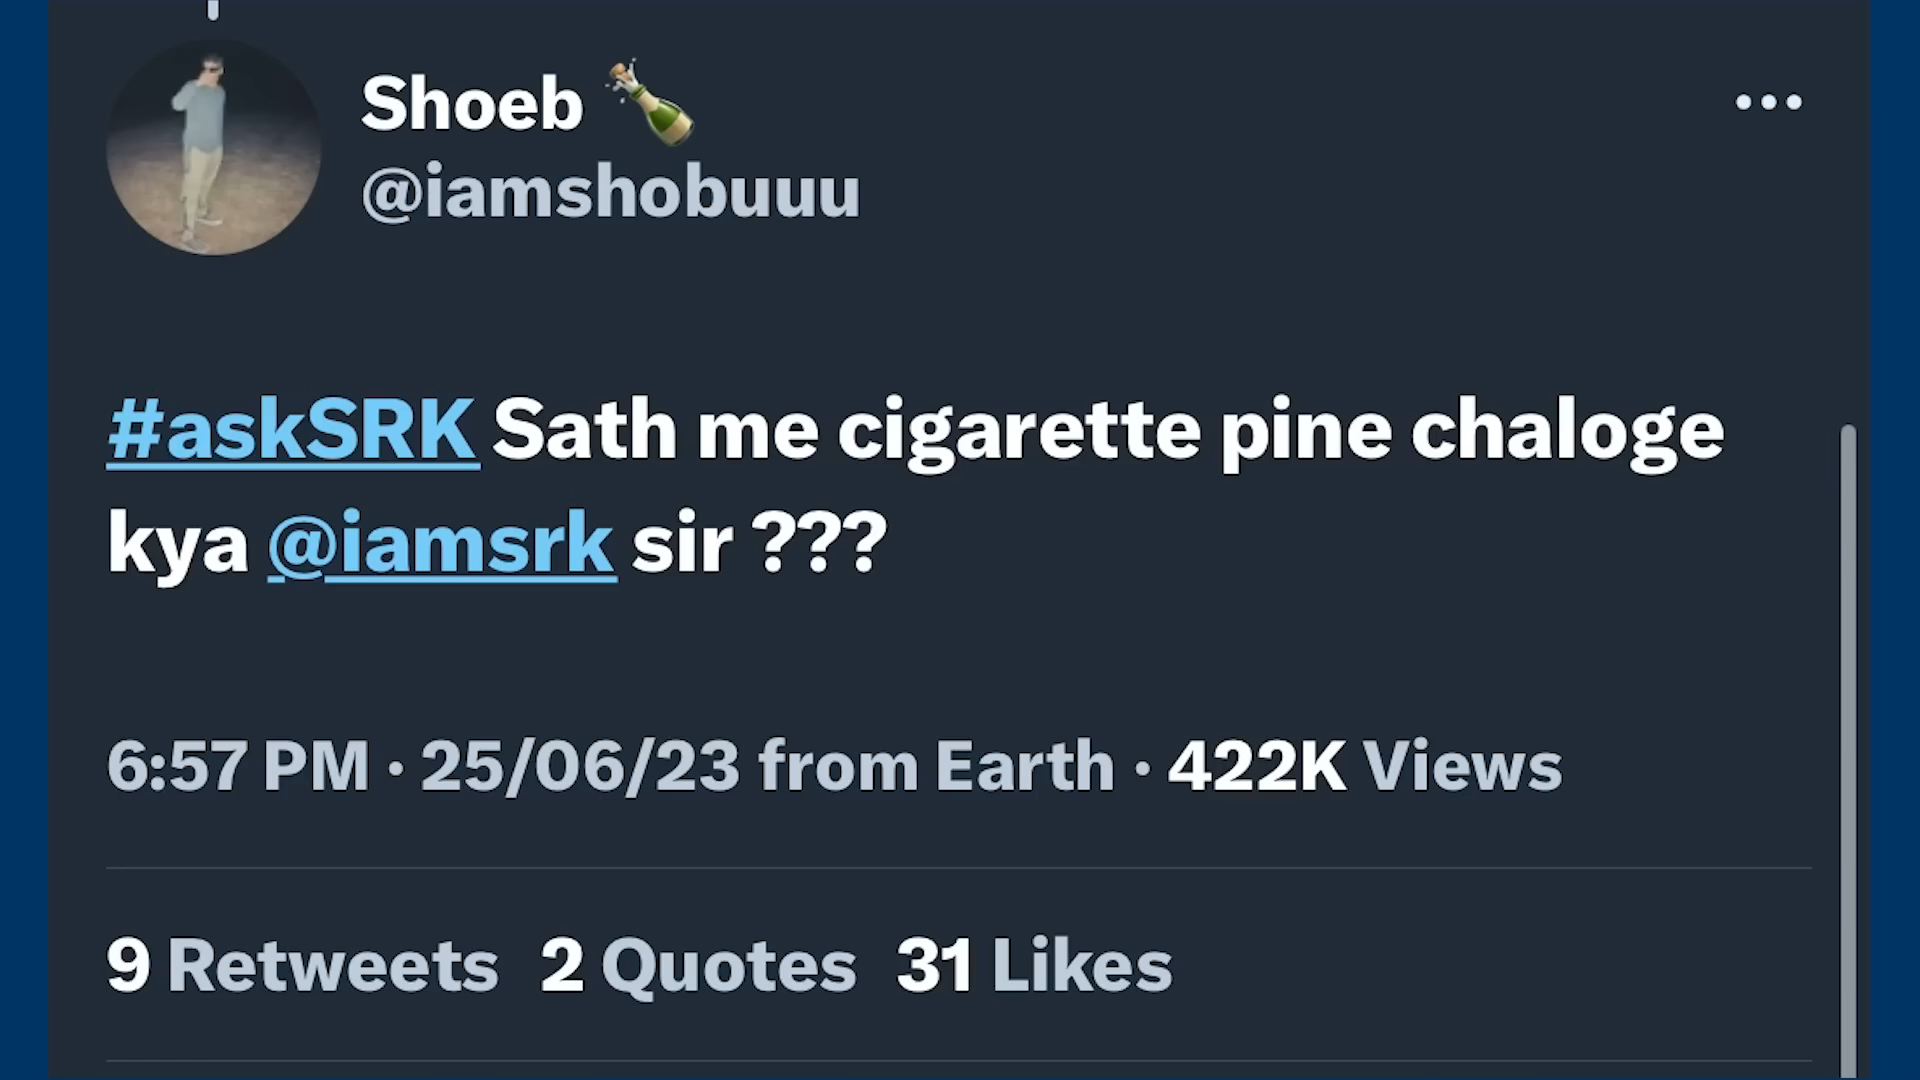 Shoeb 🍾
@iamshobuuu
#askSRK Sath me cigarette pine chaloge
kya @iamsrk sir ???
6:57 PM · 25/06/23 from Earth · 422K Views
9 Retweets 2 Quotes 31 Likes